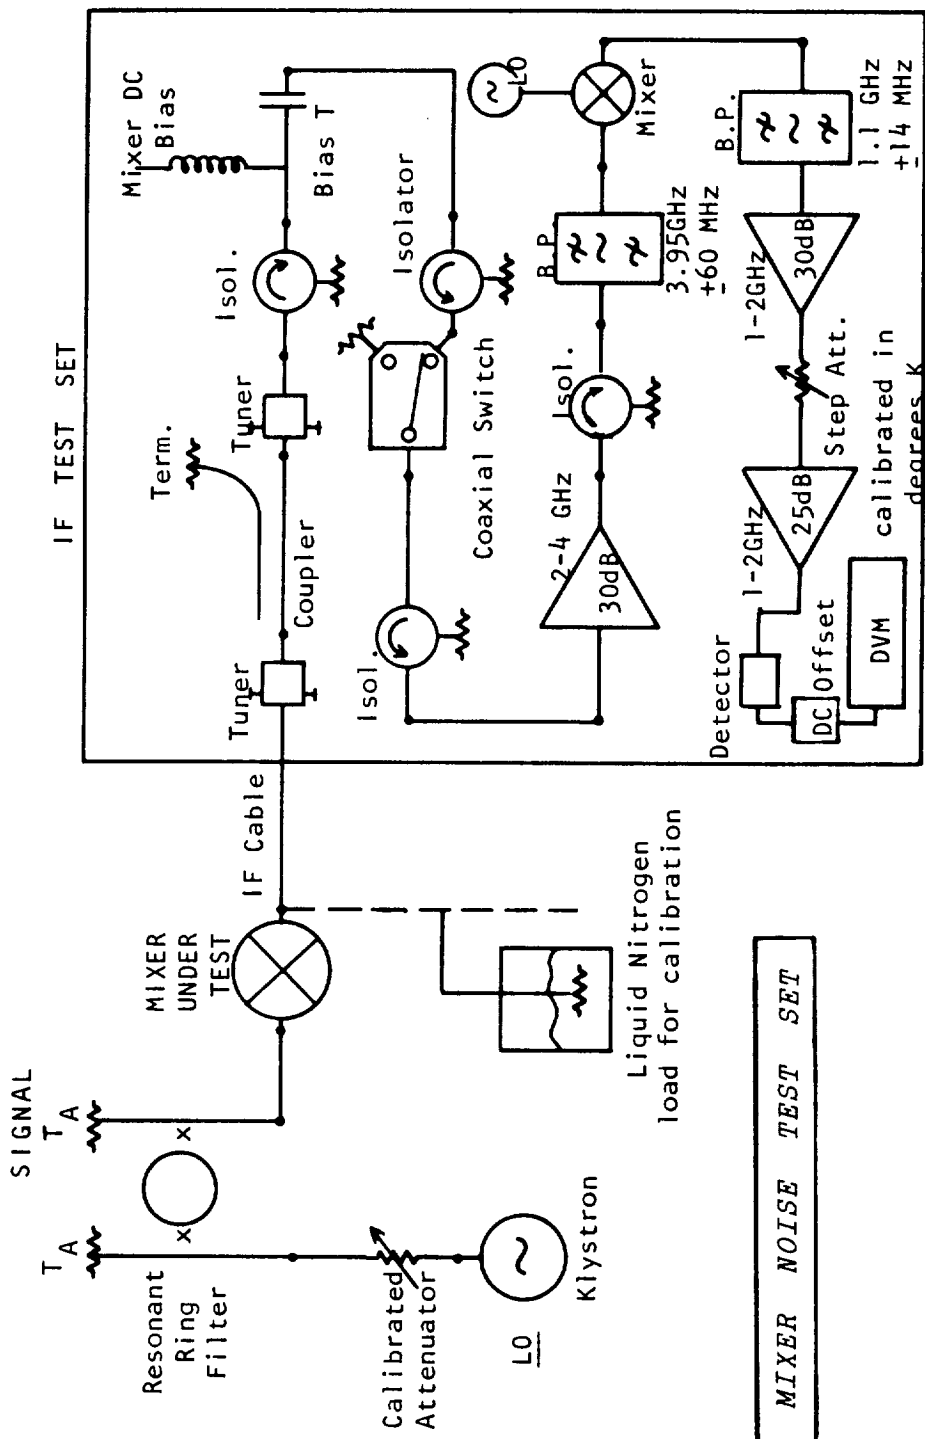 SIGNAL
T A
T A
Resonant
Ring
Filter
Calibrated
Attenuator
LO
Klystron
MIXER
UNDER
TEST
IF Cable
Liquid Nitrogen
load for calibration
MIXER NOISE TEST SET
IF TEST SET
Tuner
Coupler
Term.
Tuner
Isol.
Mixer DC
Bias
Bias T
Isolator
Coaxial Switch
Isol.
2-4 GHz
30dB
Isol.
B.P.
3.95GHz
±60 MHz
LO
Mixer
B.P.
1.1 GHz
±14 MHz
1-2GHz
30dB
Step Att.
calibrated in
degrees K
1-2GHz
25dB
Detector
DC
Offset
DVM